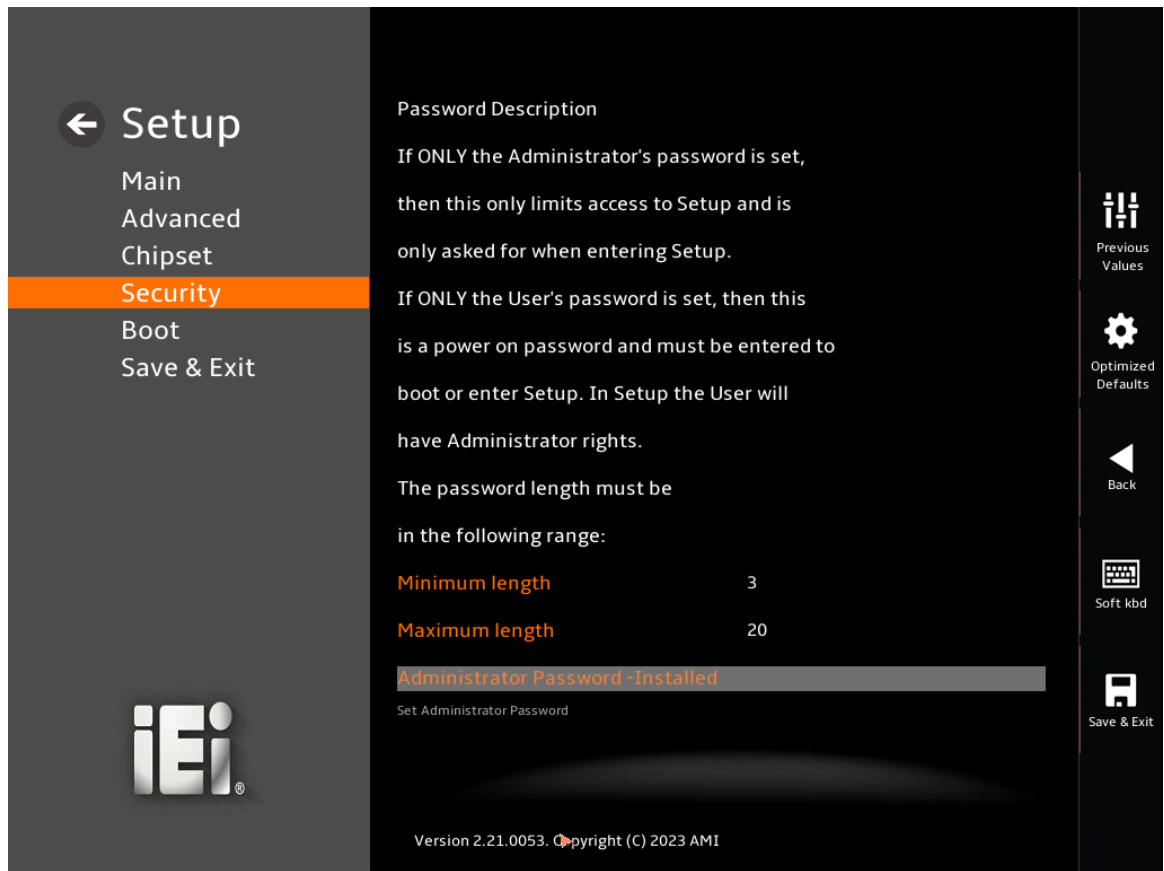 Setup
Main
Advanced
Chipset
Security
Boot
Save & Exit
iEi®
Password Description
If ONLY the Administrator's password is set,
then this only limits access to Setup and is
only asked for when entering Setup.
If ONLY the User's password is set, then this
is a power on password and must be entered to
boot or enter Setup. In Setup the User will
have Administrator rights.
The password length must be
in the following range:
Minimum length 3
Maximum length 20
Administrator Password -Installed
Set Administrator Password
Version 2.21.0053. Copyright (C) 2023 AMI
Previous
Values
Optimized
Defaults
Back
Soft kbd
Save & Exit